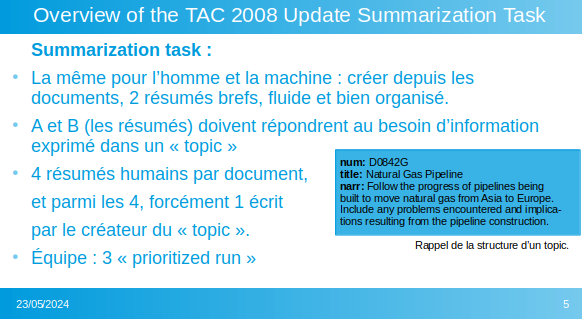 Overview of the TAC 2008 Update Summarization Task
Summarization task :
• La même pour l'homme et la machine : créer depuis les
documents, 2 résumés brefs, fluide et bien organisé.
• A et B (les résumés) doivent répondrent au besoin d'information
exprimé dans un « topic »
• 4 résumés humains par document,
et parmi les 4, forcément 1 écrit
par le créateur du « topic ».
• Équipe : 3 « prioritized run »
num: D0842G
title: Natural Gas Pipeline
narr: Follow the progress of pipelines being
built to move natural gas from Asia to Europe.
Include any problems encountered and implica-
tions resulting from the pipeline construction.
Rappel de la structure d'un topic.
23/05/2024
5